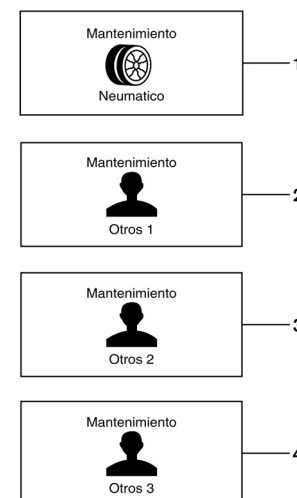 Mantenimiento
Neumatico
1
Mantenimiento
Otros 1
2
Mantenimiento
Otros 2
3
Mantenimiento
Otros 3
4